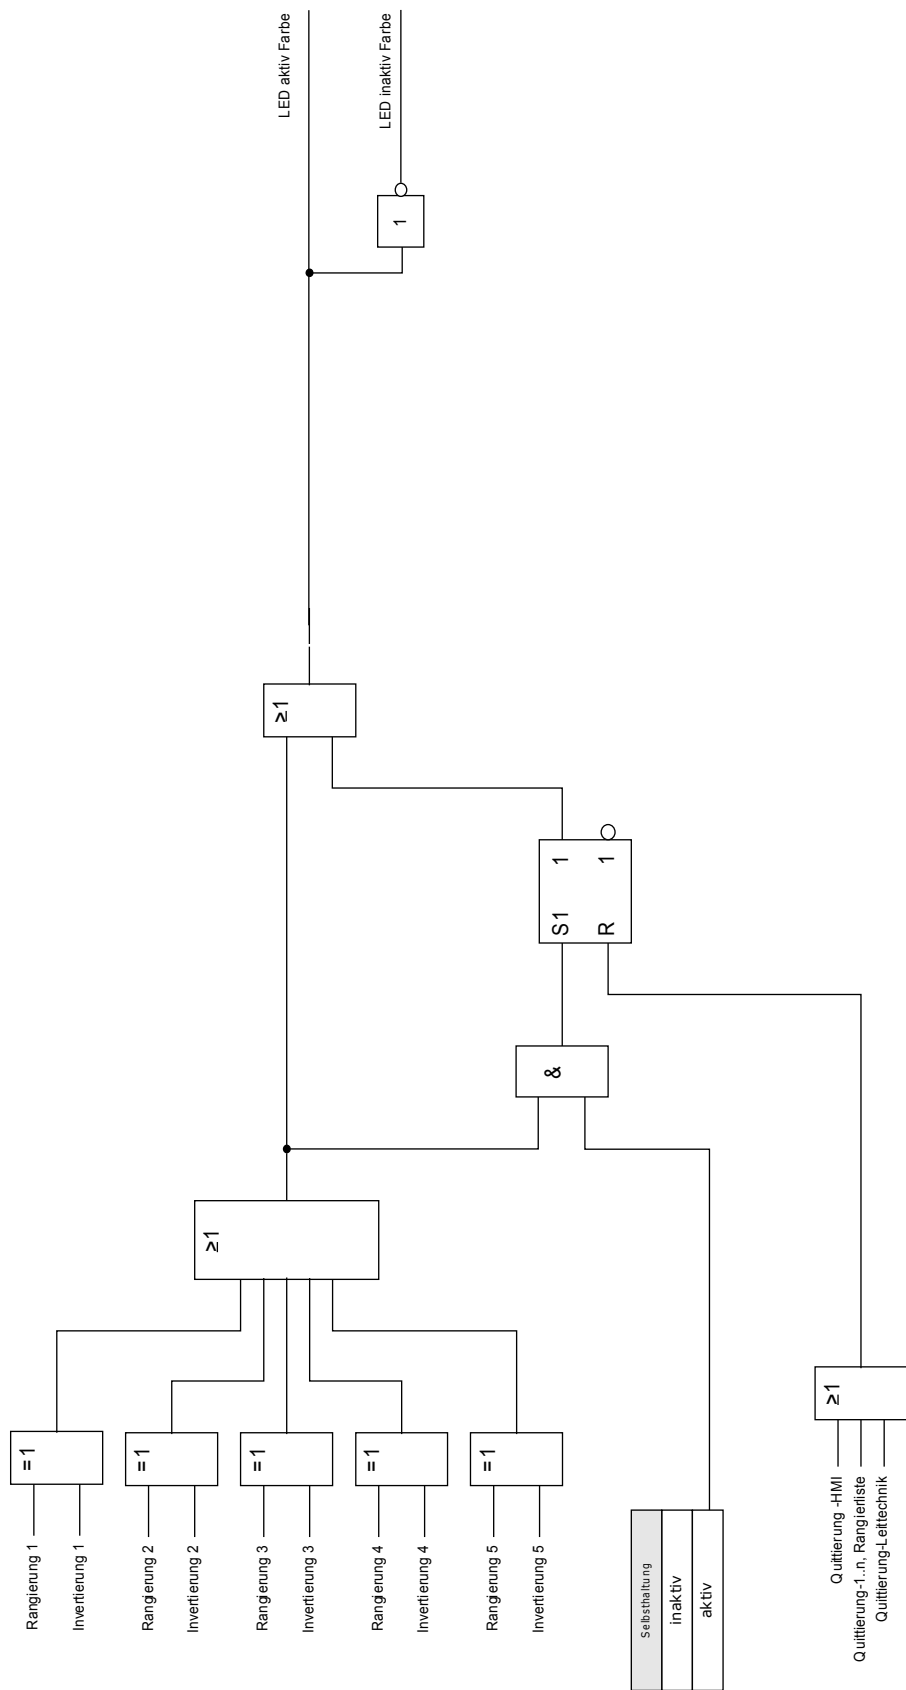 Rangierung 1
Invertierung 1
=1
Rangierung 2
Invertierung 2
=1
Rangierung 3
Invertierung 3
=1
Rangierung 4
Invertierung 4
=1
Rangierung 5
Invertierung 5
=1
≥1
≥1
LED aktiv Farbe
1
LED inaktiv Farbe
&
S1 1
R 1
Selbsthaltung
inaktiv
aktiv
Quittierung -HMI
Quittierung-1..n, Rangierliste
Quittierung-Leittechnik
≥1